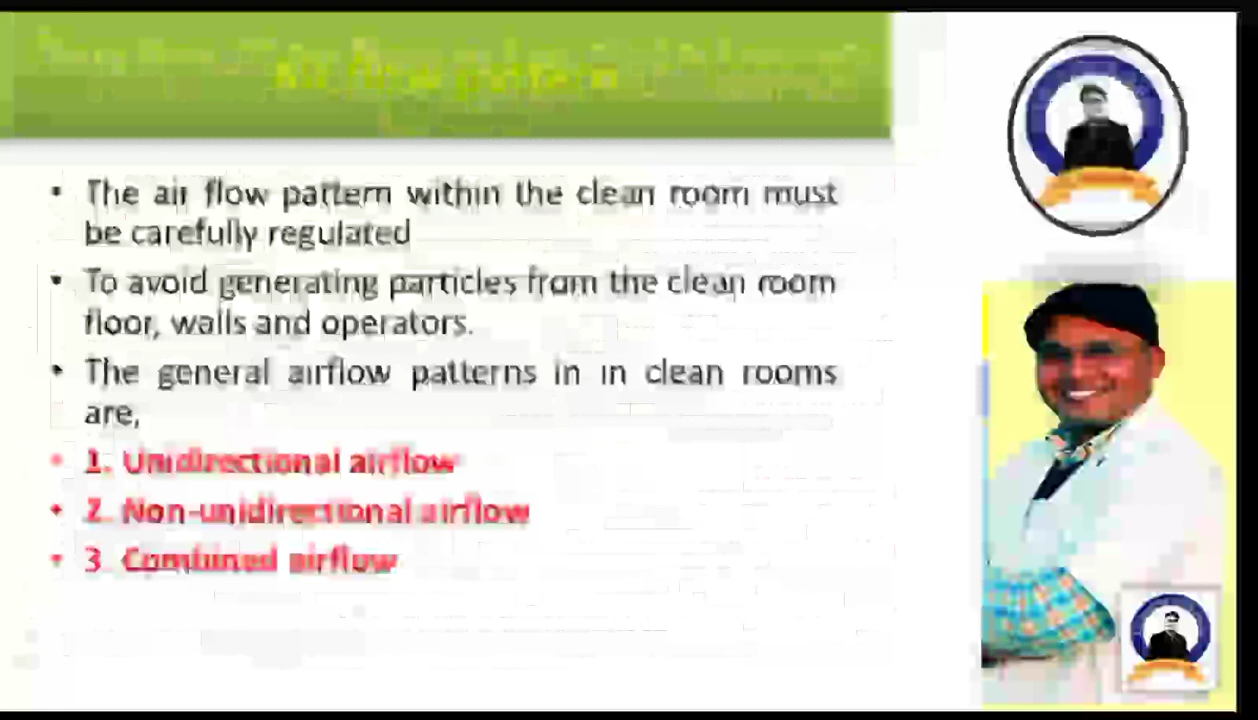 air flow pattern
• The air flow pattern within the clean room must
be carefully regulated
• To avoid generating particles from the clean room
floor, walls and operators.
• The general airflow patterns in in clean rooms
are,
• 1. Unidirectional airflow
• 2. Non-unidirectional airflow
• 3. Combined airflow